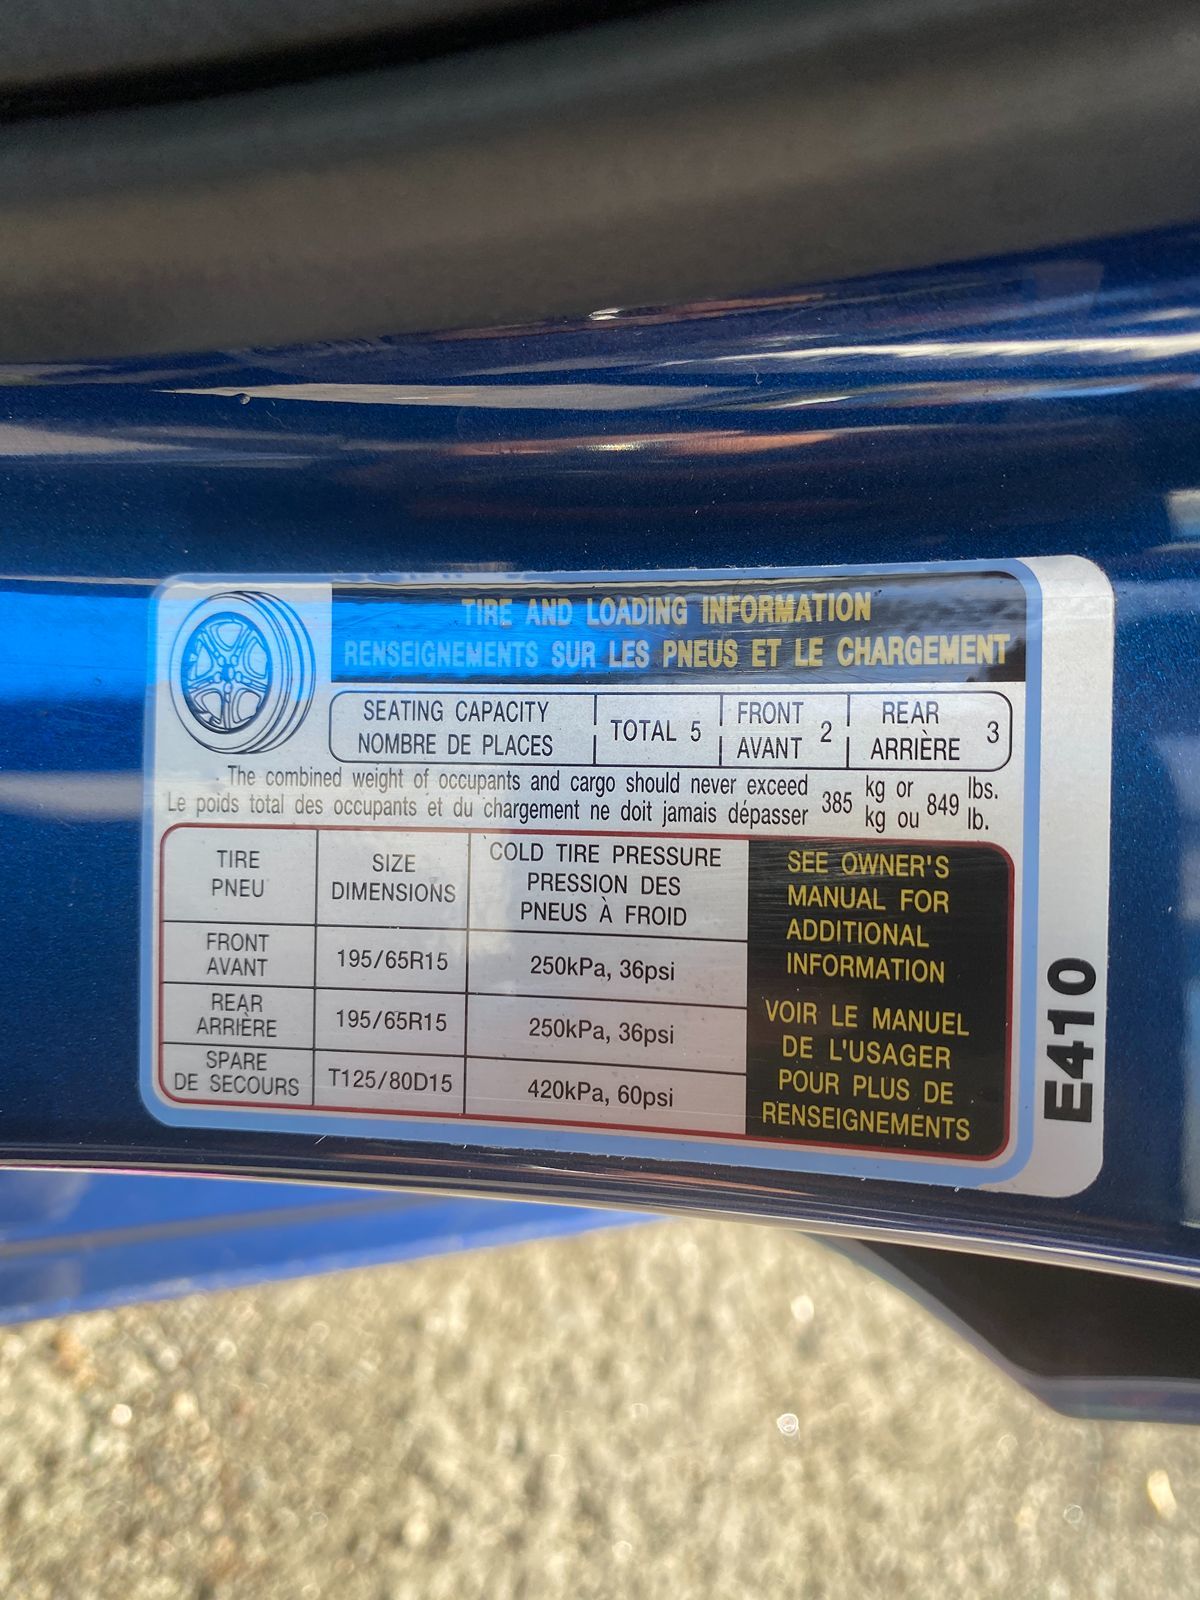 TIRE AND LOADING INFORMATION
RENSEIGNEMENTS SUR LES PNEUS ET LE CHARGEMENT
SEATING CAPACITY
NOMBRE DE PLACES
TOTAL 5
FRONT
AVANT
2
REAR
ARRIÈRE
3
The combined weight of occupants and cargo should never exceed
Le poids total des occupants et du chargement ne doit jamais dépasser
385
kg or
kg ou
849
lbs.
lb.
TIRE
PNEU
SIZE
DIMENSIONS
COLD TIRE PRESSURE
PRESSION DES
PNEUS À FROID
FRONT
AVANT
195/65R15
250kPa, 36psi
REAR
ARRIÈRE
195/65R15
250kPa, 36psi
SPARE
DE SECOURS
T125/80D15
420kPa, 60psi
SEE OWNER'S
MANUAL FOR
ADDITIONAL
INFORMATION
VOIR LE MANUEL
DE L'USAGER
POUR PLUS DE
RENSEIGNEMENTS
E410